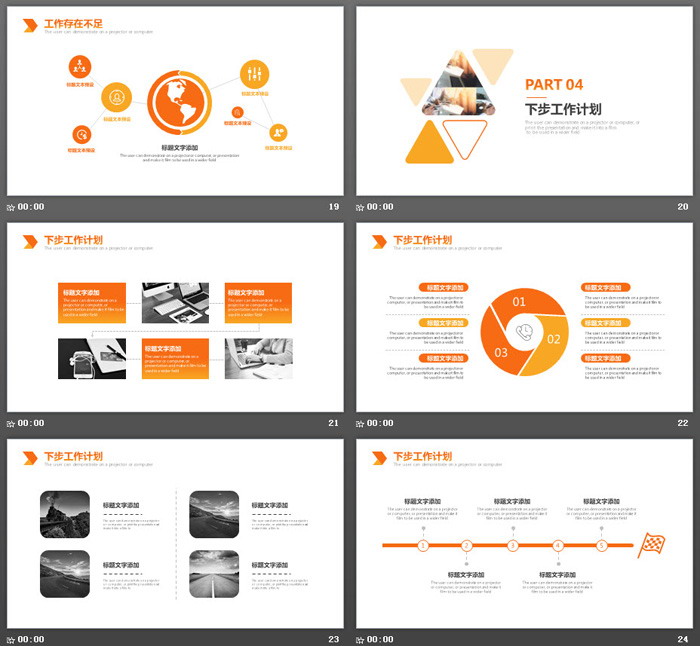 工作存在不足
The user can demonstrate on a projector or computer
标题文本预设
标题文本预设
标题文本预设
标题文本预设
标题文本预设
标题文本预设
标题文字添加
The user can demonstrate on a projector or computer, or presentation
and make it film to be used in a wider field
00:00
19
PART 04
下步工作计划
The user can demonstrate on a projector or computer, or
print the presentation and make it into a film
To be used in a wider field
00:00
20
下步工作计划
The user can demonstrate on a projector or computer
标题文字添加
The user can demonstrate on a
projector or computer, or
presentation and make it film to be
used in a wider field
标题文字添加
The user can demonstrate on a
projector or computer, or
presentation and make it film to be
used in a wider field
标题文字添加
The user can demonstrate on a
projector or computer, or
presentation and make it film to be
used in a wider field
00:00
21
下步工作计划
The user can demonstrate on a projector or computer
标题文字添加
The user can demonstrate on a projector or
computer, or presentation and make it film to
be used in a wider field
标题文字添加
The user can demonstrate on a projector or
computer, or presentation and make it film to
be used in a wider field
标题文字添加
The user can demonstrate on a projector or
computer, or presentation and make it film to
be used in a wider field
01
02
03
标题文字添加
The user can demonstrate on a projector or
computer, or presentation and make it film to
be used in a wider field
标题文字添加
The user can demonstrate on a projector or
computer, or presentation and make it film to
be used in a wider field
标题文字添加
The user can demonstrate on a projector or
computer, or presentation and make it film to
be used in a wider field
00:00
22
下步工作计划
The user can demonstrate on a projector or computer
标题文字添加
标题文字添加
标题文字添加
标题文字添加
00:00
23
下步工作计划
The user can demonstrate on a projector or computer
标题文字添加
The user can demonstrate on a projector
or computer, or presentation and make it
film to be used in a wider field
标题文字添加
The user can demonstrate on a projector
or computer, or presentation and make it
film to be used in a wider field
标题文字添加
The user can demonstrate on a projector
or computer, or presentation and make it
film to be used in a wider field
1
2
3
4
5
标题文字添加
The user can demonstrate on a projector
or computer, or presentation and make it
film to be used in a wider field
标题文字添加
The user can demonstrate on a projector
or computer, or presentation and make it
film to be used in a wider field
00:00
24